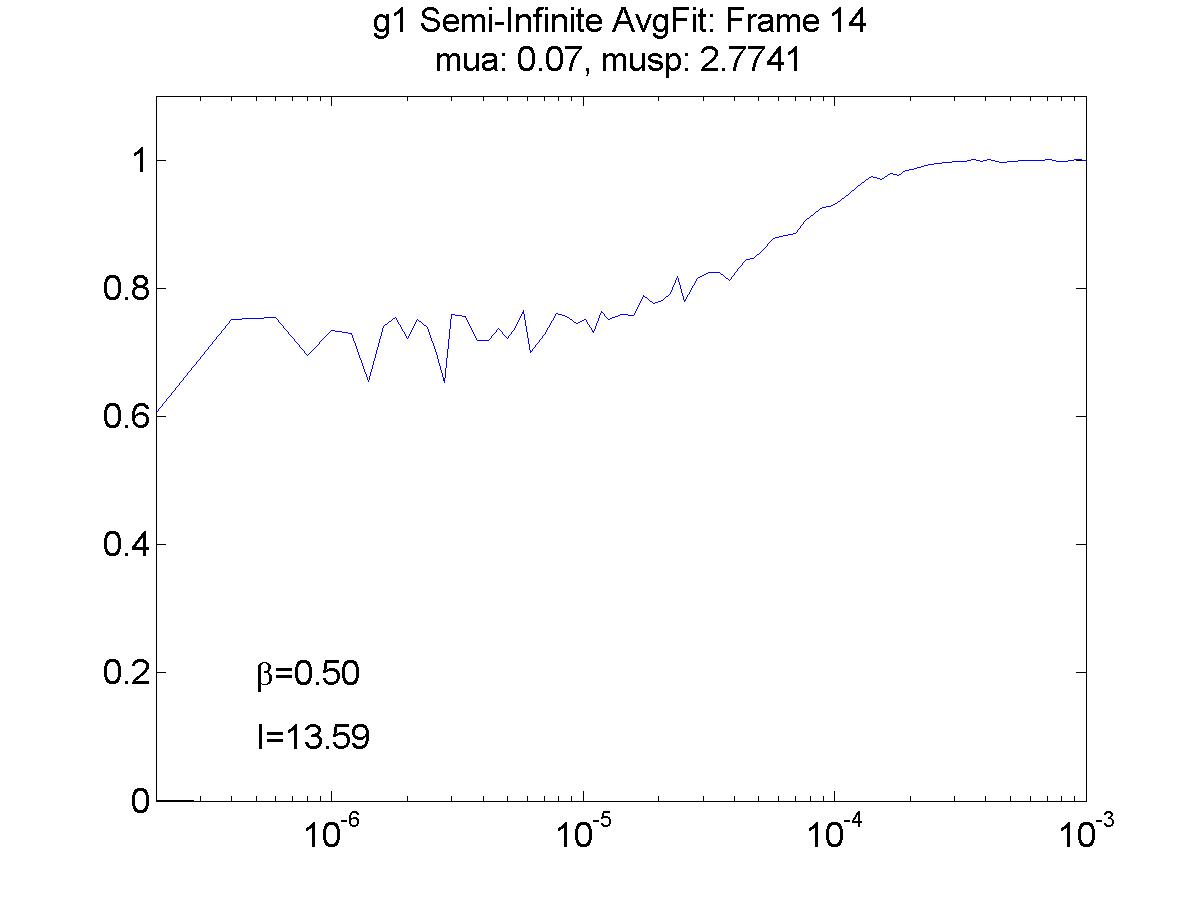 g1 Semi-Infinite AvgFit: Frame 14
mua: 0.07, musp: 2.7741
1
0.8
0.6
0.4
0.2
0
β=0.50
I=13.59
10^-6
10^-5
10^-4
10^-3